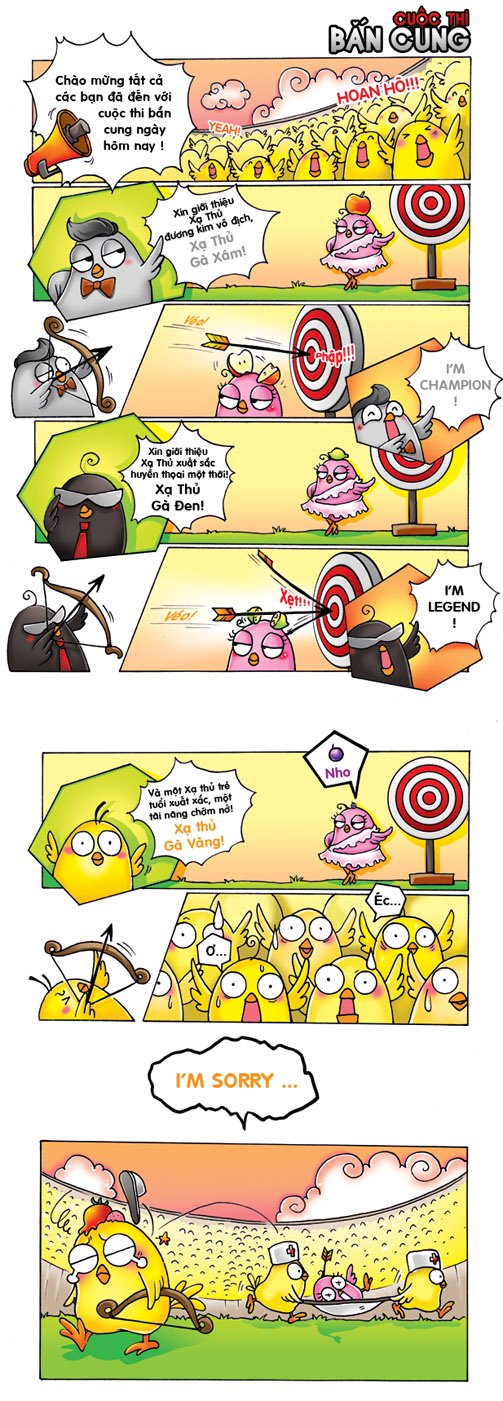 CUỘC THI
BẮN CUNG
Chào mừng tất cả
các bạn đã đến với
cuộc thi bắn
cung ngày
hôm nay !
YEAH!
HOAN HÔ!!!
Xin giới thiệu
Xạ Thủ
đương kim vô địch,
Xạ Thủ
Gà Xám!
Véo!
Phập!!!
I'M
CHAMPION
!
Xin giới thiệu
Xạ Thủ xuất sắc
huyền thoại một thời!
Xạ Thủ
Gà Đen!
Véo!
Xẹt!!!
I'M
LEGEND
!
Và một Xạ thủ trẻ
tuổi xuất xắc, một
tài năng chớm nở!
Xạ thủ
Gà Vàng!
Nho
Ơ...
Éc...
I'M SORRY ...